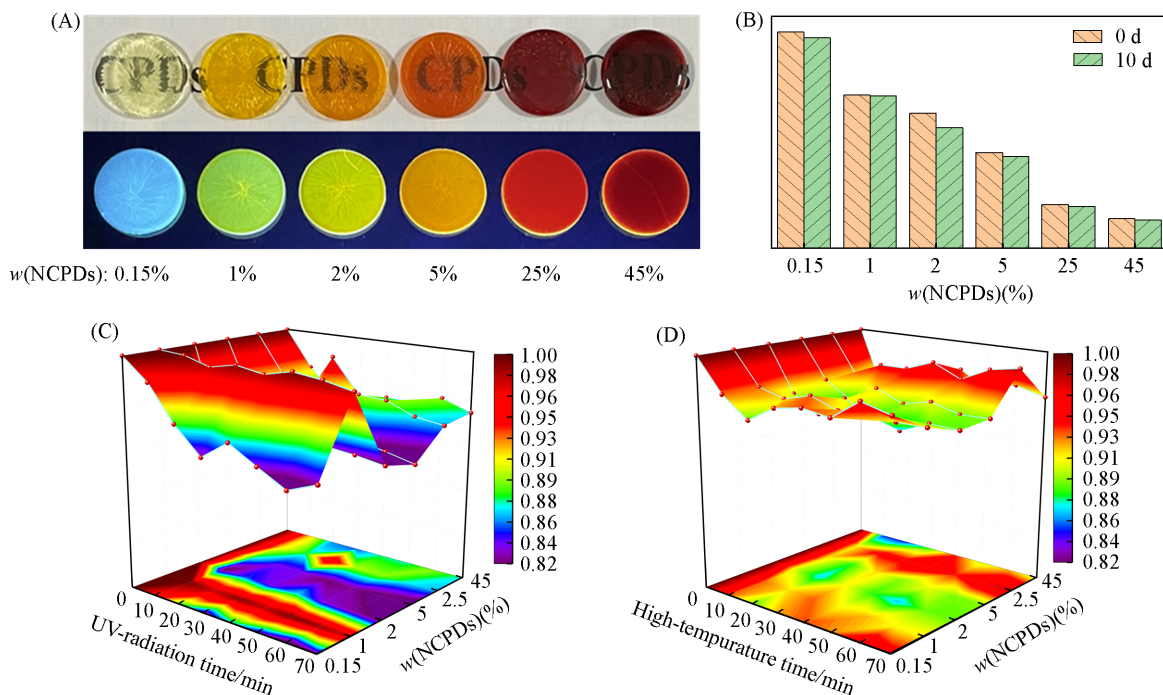 (A)
CPDs CPDs CPDs CPDs
w(NCPDs): 0.15% 1% 2% 5% 25% 45%
(B)
0 d
10 d
0.15 1 2 5 25 45
w(NCPDs)(%)
(C)
1.00
0.98
0.96
0.95
0.93
0.91
0.89
0.88
0.86
0.84
0.82
0 10 20 30 40 50 60 70
UV-radiation time/min
0.15 1 2 5 2.5 45
w(NCPDs)(%)
(D)
1.00
0.98
0.96
0.95
0.93
0.91
0.89
0.88
0.86
0.84
0.82
0 10 20 30 40 50 60 70
High-tempurature time/min
0.15 1 2 5 2.5 45
w(NCPDs)(%)